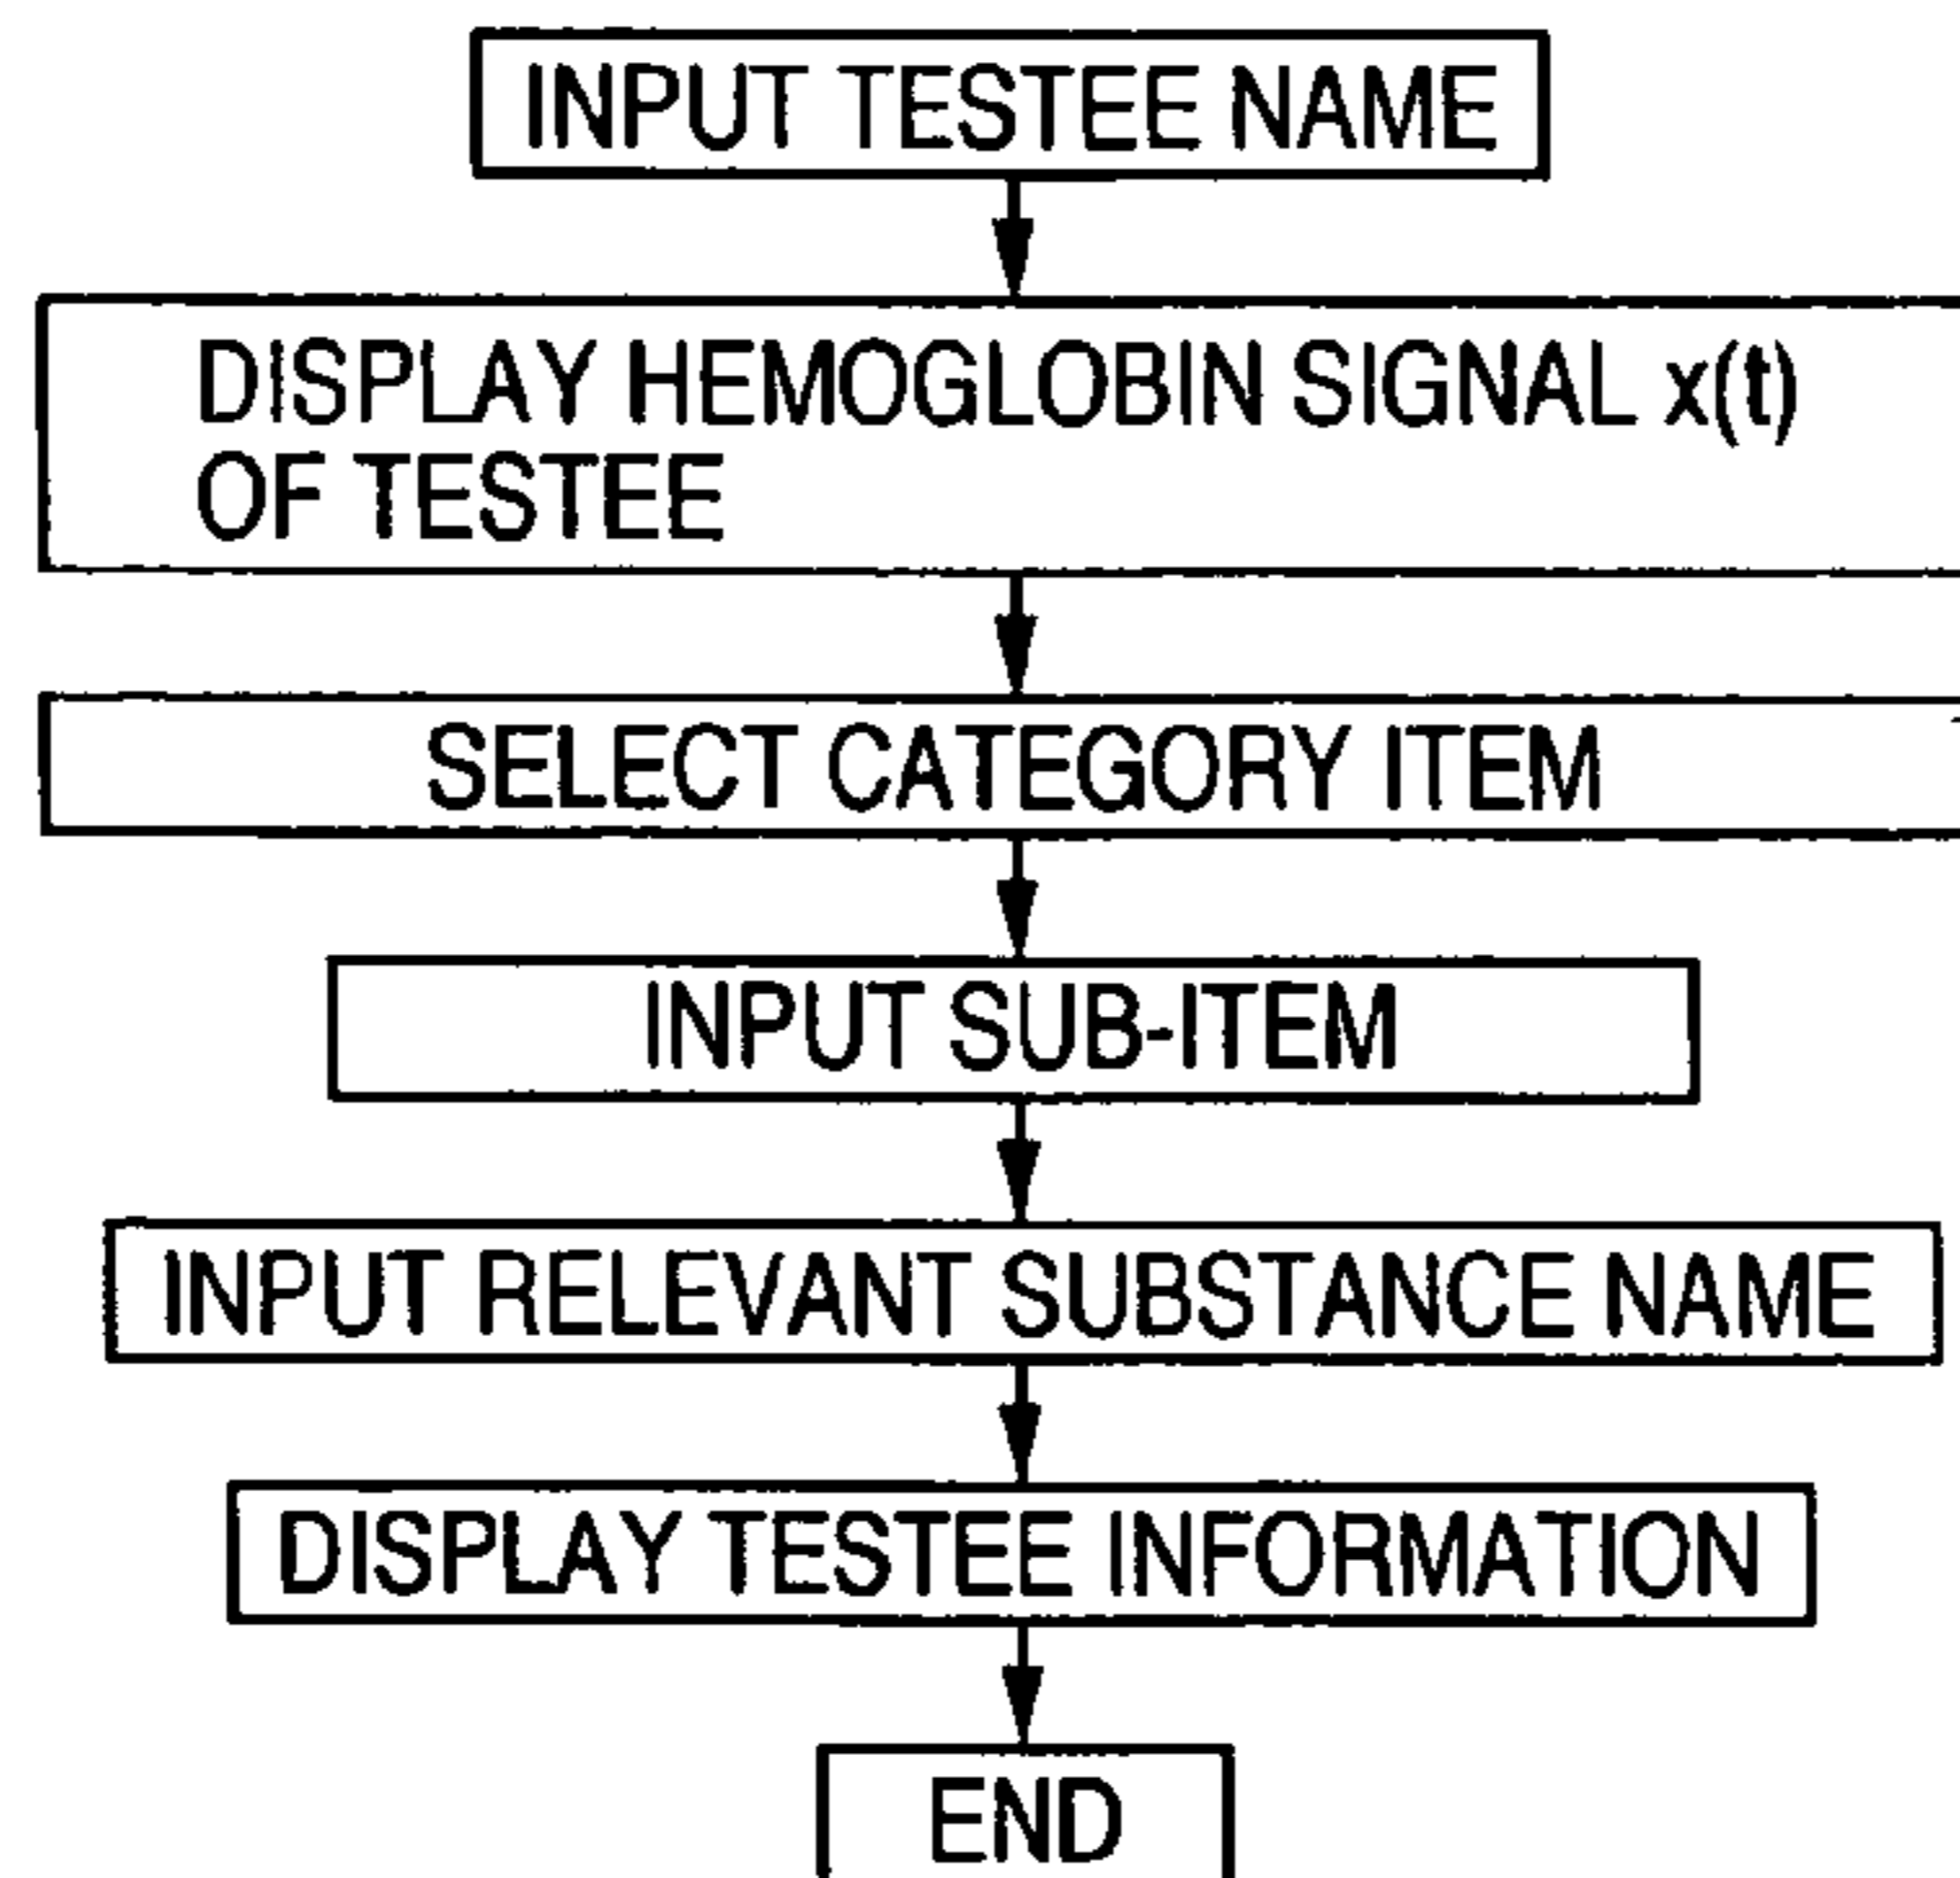 INPUT TESTEE NAME
DISPLAY HEMOGLOBIN SIGNAL x(t)
OF TESTEE
SELECT CATEGORY ITEM
INPUT SUB-ITEM
INPUT RELEVANT SUBSTANCE NAME
DISPLAY TESTEE INFORMATION
END